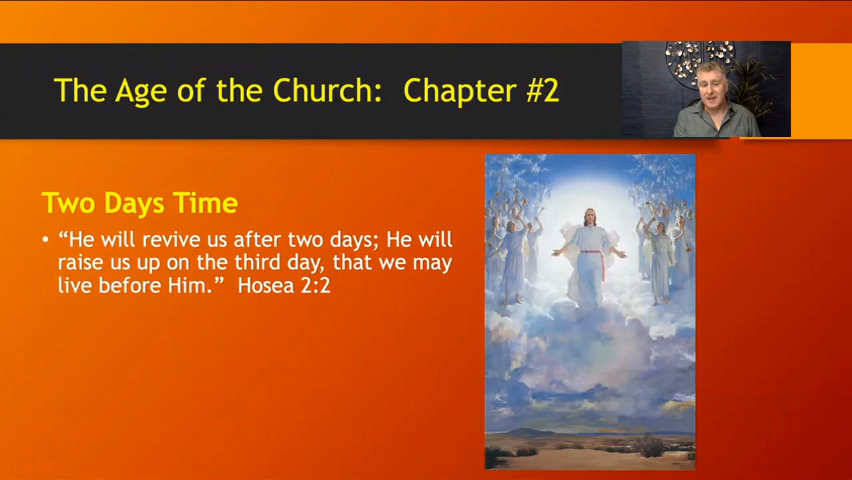 The Age of the Church: Chapter #2
Two Days Time
• “He will revive us after two days; He will
raise us up on the third day, that we may
live before Him.” Hosea 2:2